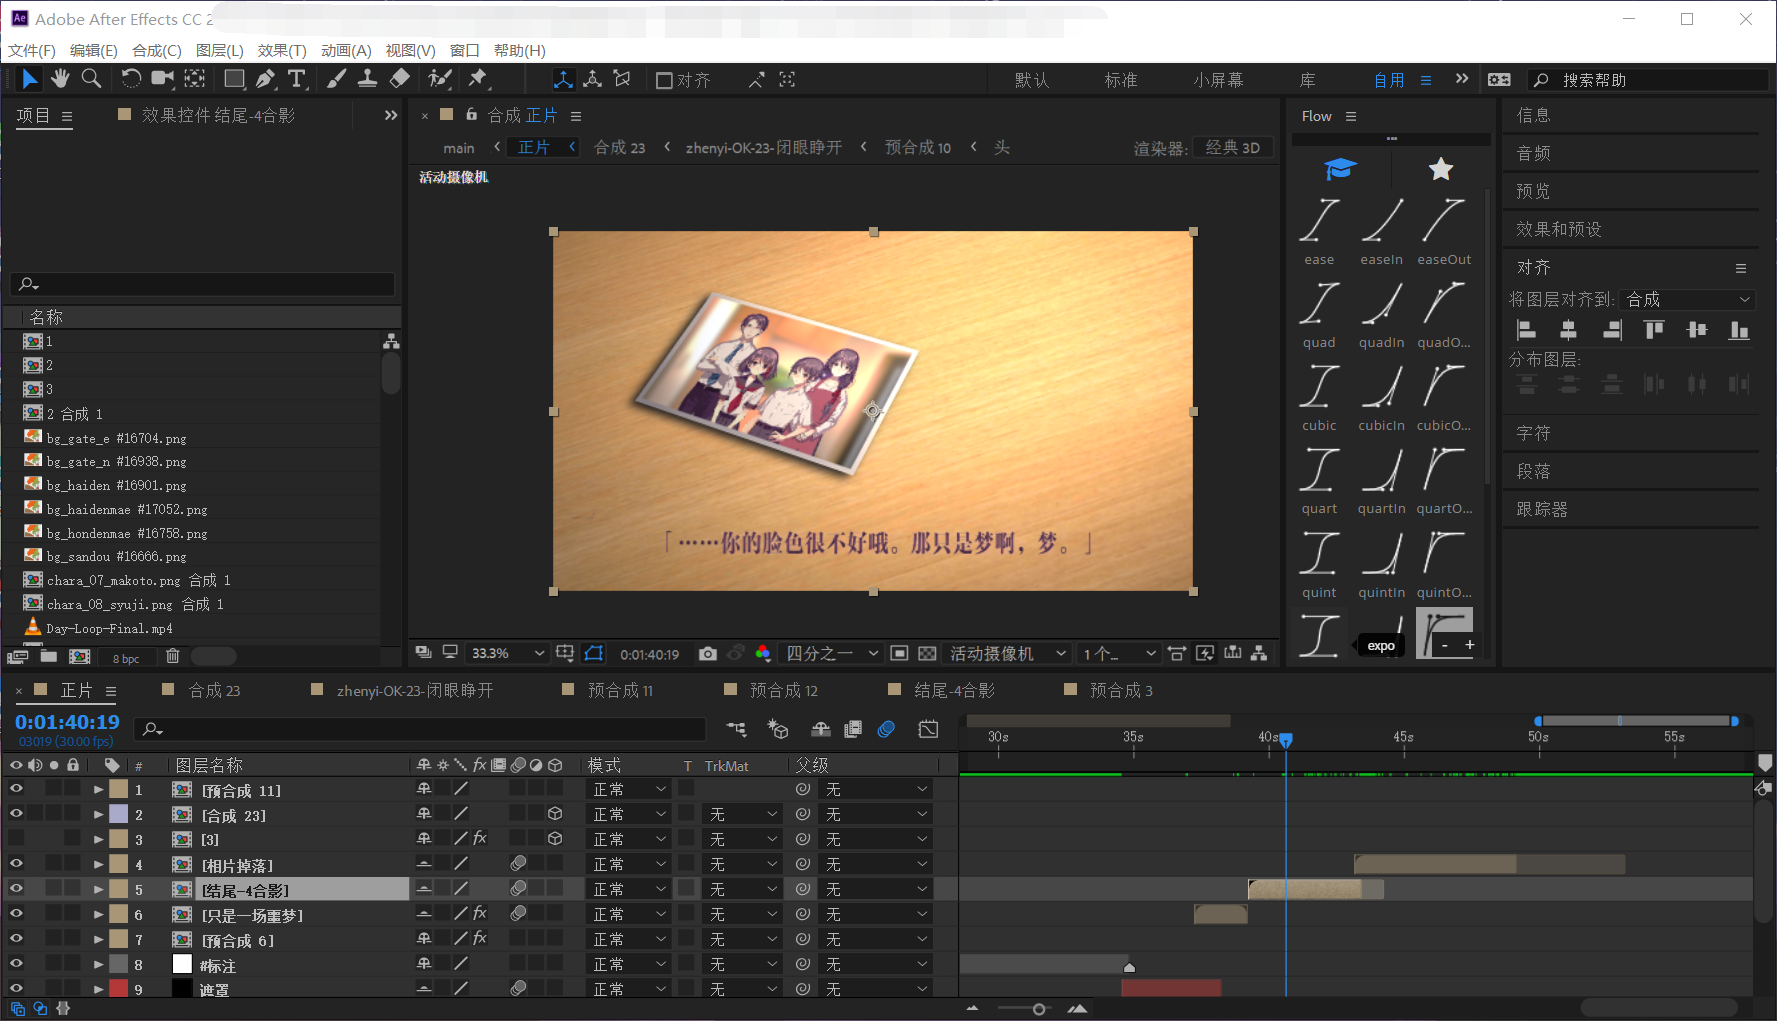 Adobe After Effects CC 2
文件(F) 编辑(E) 合成(C) 图层(L) 效果(T) 动画(A) 视图(V) 窗口 帮助(H)
对齐 默认 标准 小屏幕 库 自用 搜索帮助
项目 效果控件 结尾-4合影
合成 正片
main 正片 合成 23 zhenyi-OK-23-闭眼睁开 预合成 10 头
渲染器: 经典 3D
活动摄像机
名称
1
2
3
2 合成 1
bg_gate_e #16704.png
bg_gate_n #16938.png
bg_haiden #16901.png
bg_haidenmae #17052.png
bg_hondenmae #16758.png
bg_sandou #16666.png
chara_07_makoto.png 合成 1
chara_08_syuji.png 合成 1
Day-Loop-Final.mp4
8 bpc
「……你的脸色很不好哦。那只是梦啊，梦。」
33.3% 0:01:40:19 四分之一 活动摄像机 1 个...
Flow
ease easeIn easeOut
quad quadIn quadO...
cubic cubicIn cubicO...
quart quartIn quartO...
quint quintIn quintO...
expo - +
信息
音频
预览
效果和预设
对齐
将图层对齐到: 合成
分布图层:
字符
段落
跟踪器
正片 合成 23 zhenyi-OK-23-闭眼睁开 预合成 11 预合成 12 结尾-4合影 预合成 3
0:01:40:19
03019 (30.00 fps)
30s 35s 40s 45s 50s 55s
# 图层名称 模式 T TrkMat 父级
1 [预合成 11] 正常 无
2 [合成 23] 正常 无 无
3 [3] 正常 无 无
4 [相片掉落] 正常 无 无
5 [结尾-4合影] 正常 无 无
6 [只是一场噩梦] 正常 无 无
7 [预合成 6] 正常 无 无
8 #标注 正常 无 无
9 遮罩 正常 无 无